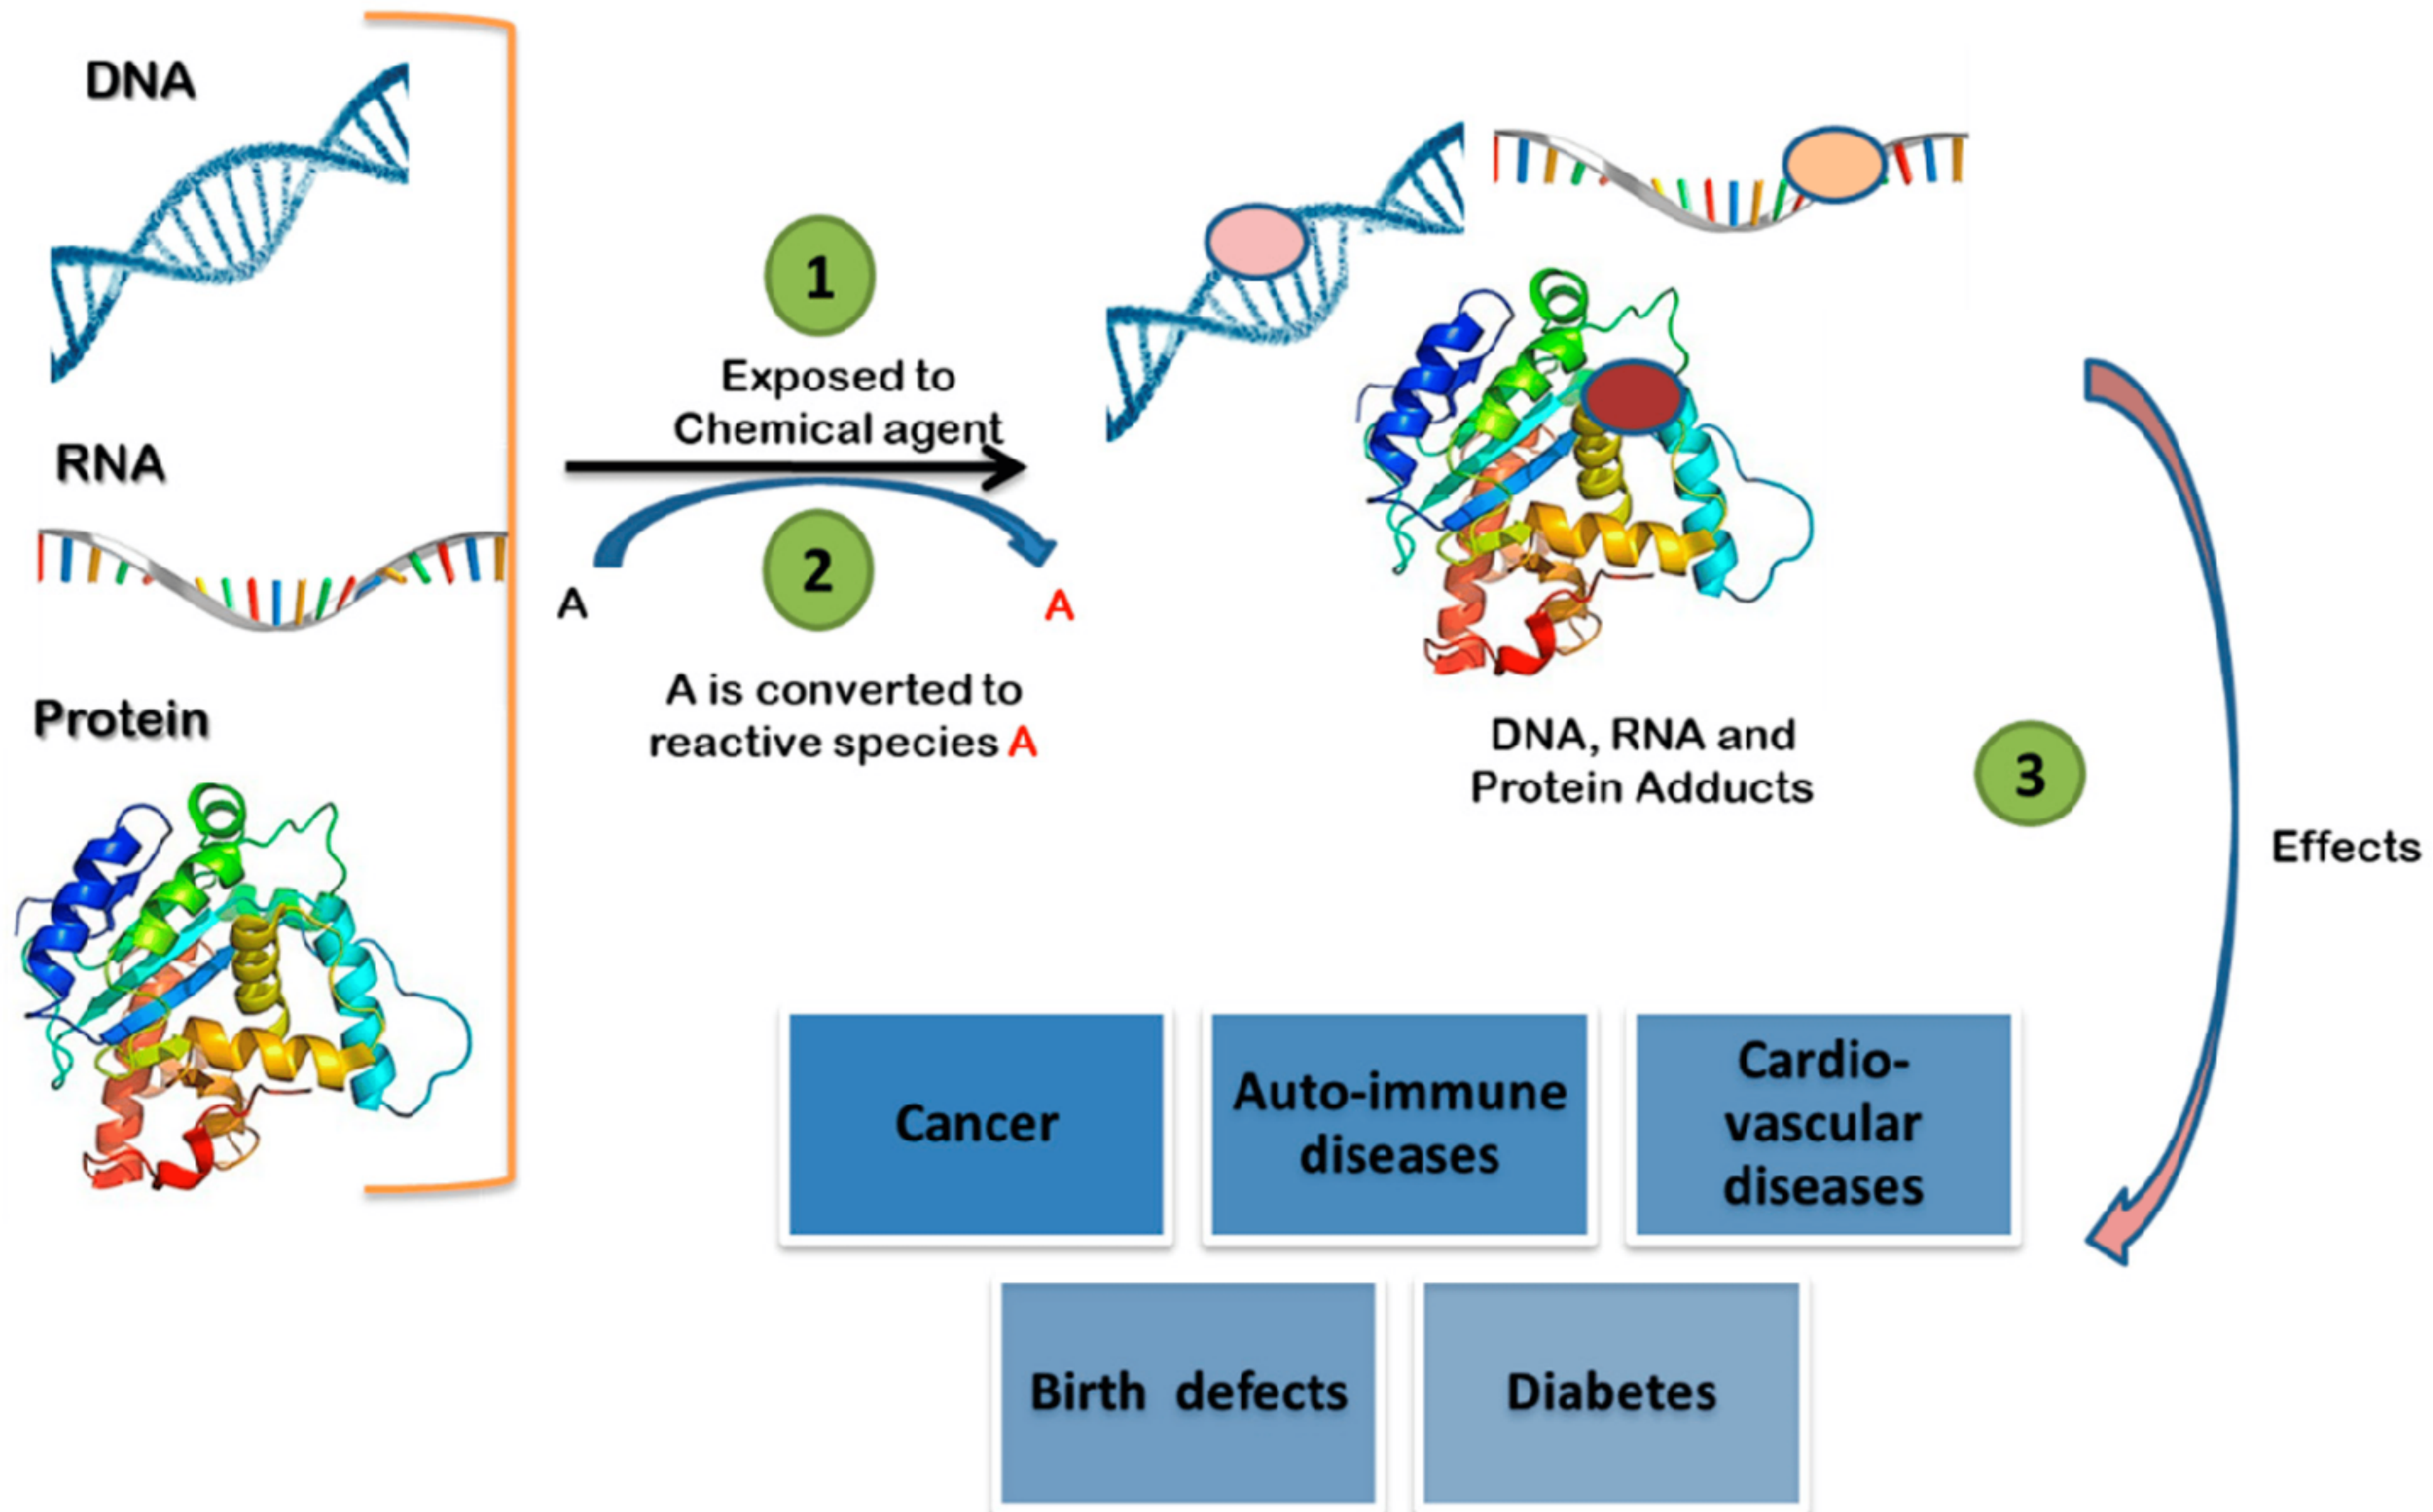 DNA
RNA
Protein
1
Exposed to
Chemical agent
2
A
A
A is converted to
reactive species A
DNA, RNA and
Protein Adducts
3
Effects
Cancer
Auto-immune
diseases
Cardio-
vascular
diseases
Birth defects
Diabetes